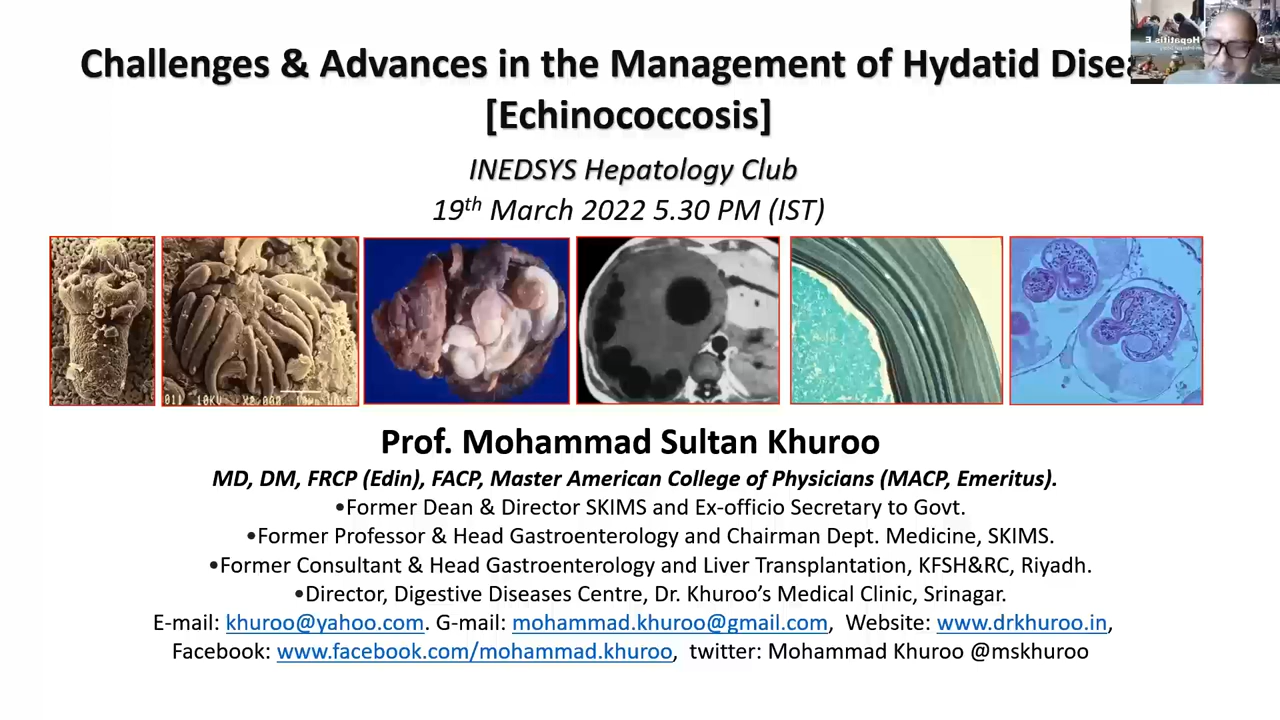 Challenges & Advances in the Management of Hydatid Disea
[Echinococcosis]
INEDSYS Hepatology Club
19th March 2022 5.30 PM (IST)
10KV X2,000
Prof. Mohammad Sultan Khuroo
MD, DM, FRCP (Edin), FACP, Master American College of Physicians (MACP, Emeritus).
•Former Dean & Director SKIMS and Ex-officio Secretary to Govt.
•Former Professor & Head Gastroenterology and Chairman Dept. Medicine, SKIMS.
•Former Consultant & Head Gastroenterology and Liver Transplantation, KFSH&RC, Riyadh.
•Director, Digestive Diseases Centre, Dr. Khuroo’s Medical Clinic, Srinagar.
E-mail: khuroo@yahoo.com. G-mail: mohammad.khuroo@gmail.com, Website: www.drkhuroo.in,
Facebook: www.facebook.com/mohammad.khuroo, twitter: Mohammad Khuroo @mskhuroo
Hepatitis E